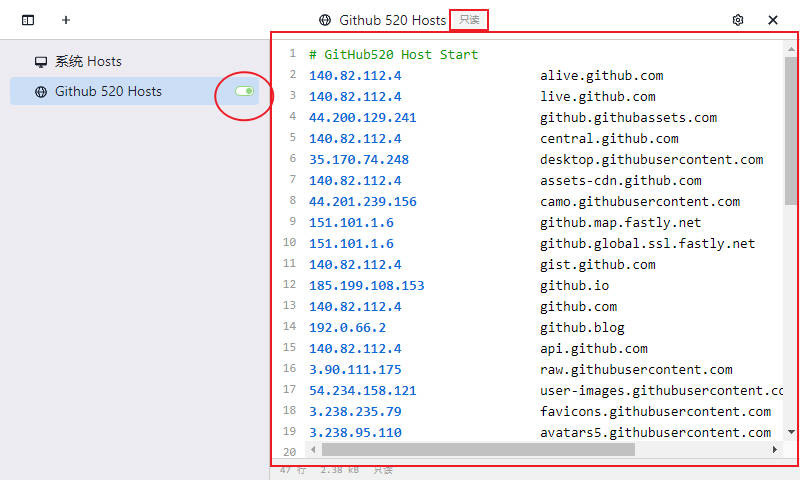 Github 520 Hosts 只读
系统 Hosts
Github 520 Hosts
1 # GitHub520 Host Start
2 140.82.112.4 alive.github.com
3 140.82.112.4 live.github.com
4 44.200.129.241 github.githubassets.com
5 140.82.112.4 central.github.com
6 35.170.74.248 desktop.githubusercontent.com
7 140.82.112.4 assets-cdn.github.com
8 44.201.239.156 camo.githubusercontent.com
9 151.101.1.6 github.map.fastly.net
10 151.101.1.6 github.global.ssl.fastly.net
11 140.82.112.4 gist.github.com
12 185.199.108.153 github.io
13 140.82.112.4 github.com
14 192.0.66.2 github.blog
15 140.82.112.4 api.github.com
16 3.90.111.175 raw.githubusercontent.com
17 54.234.158.121 user-images.githubusercontent.co
18 3.238.235.79 favicons.githubusercontent.com
19 3.238.95.110 avatars5.githubusercontent.com
20
47 行 2.38 kB 只读